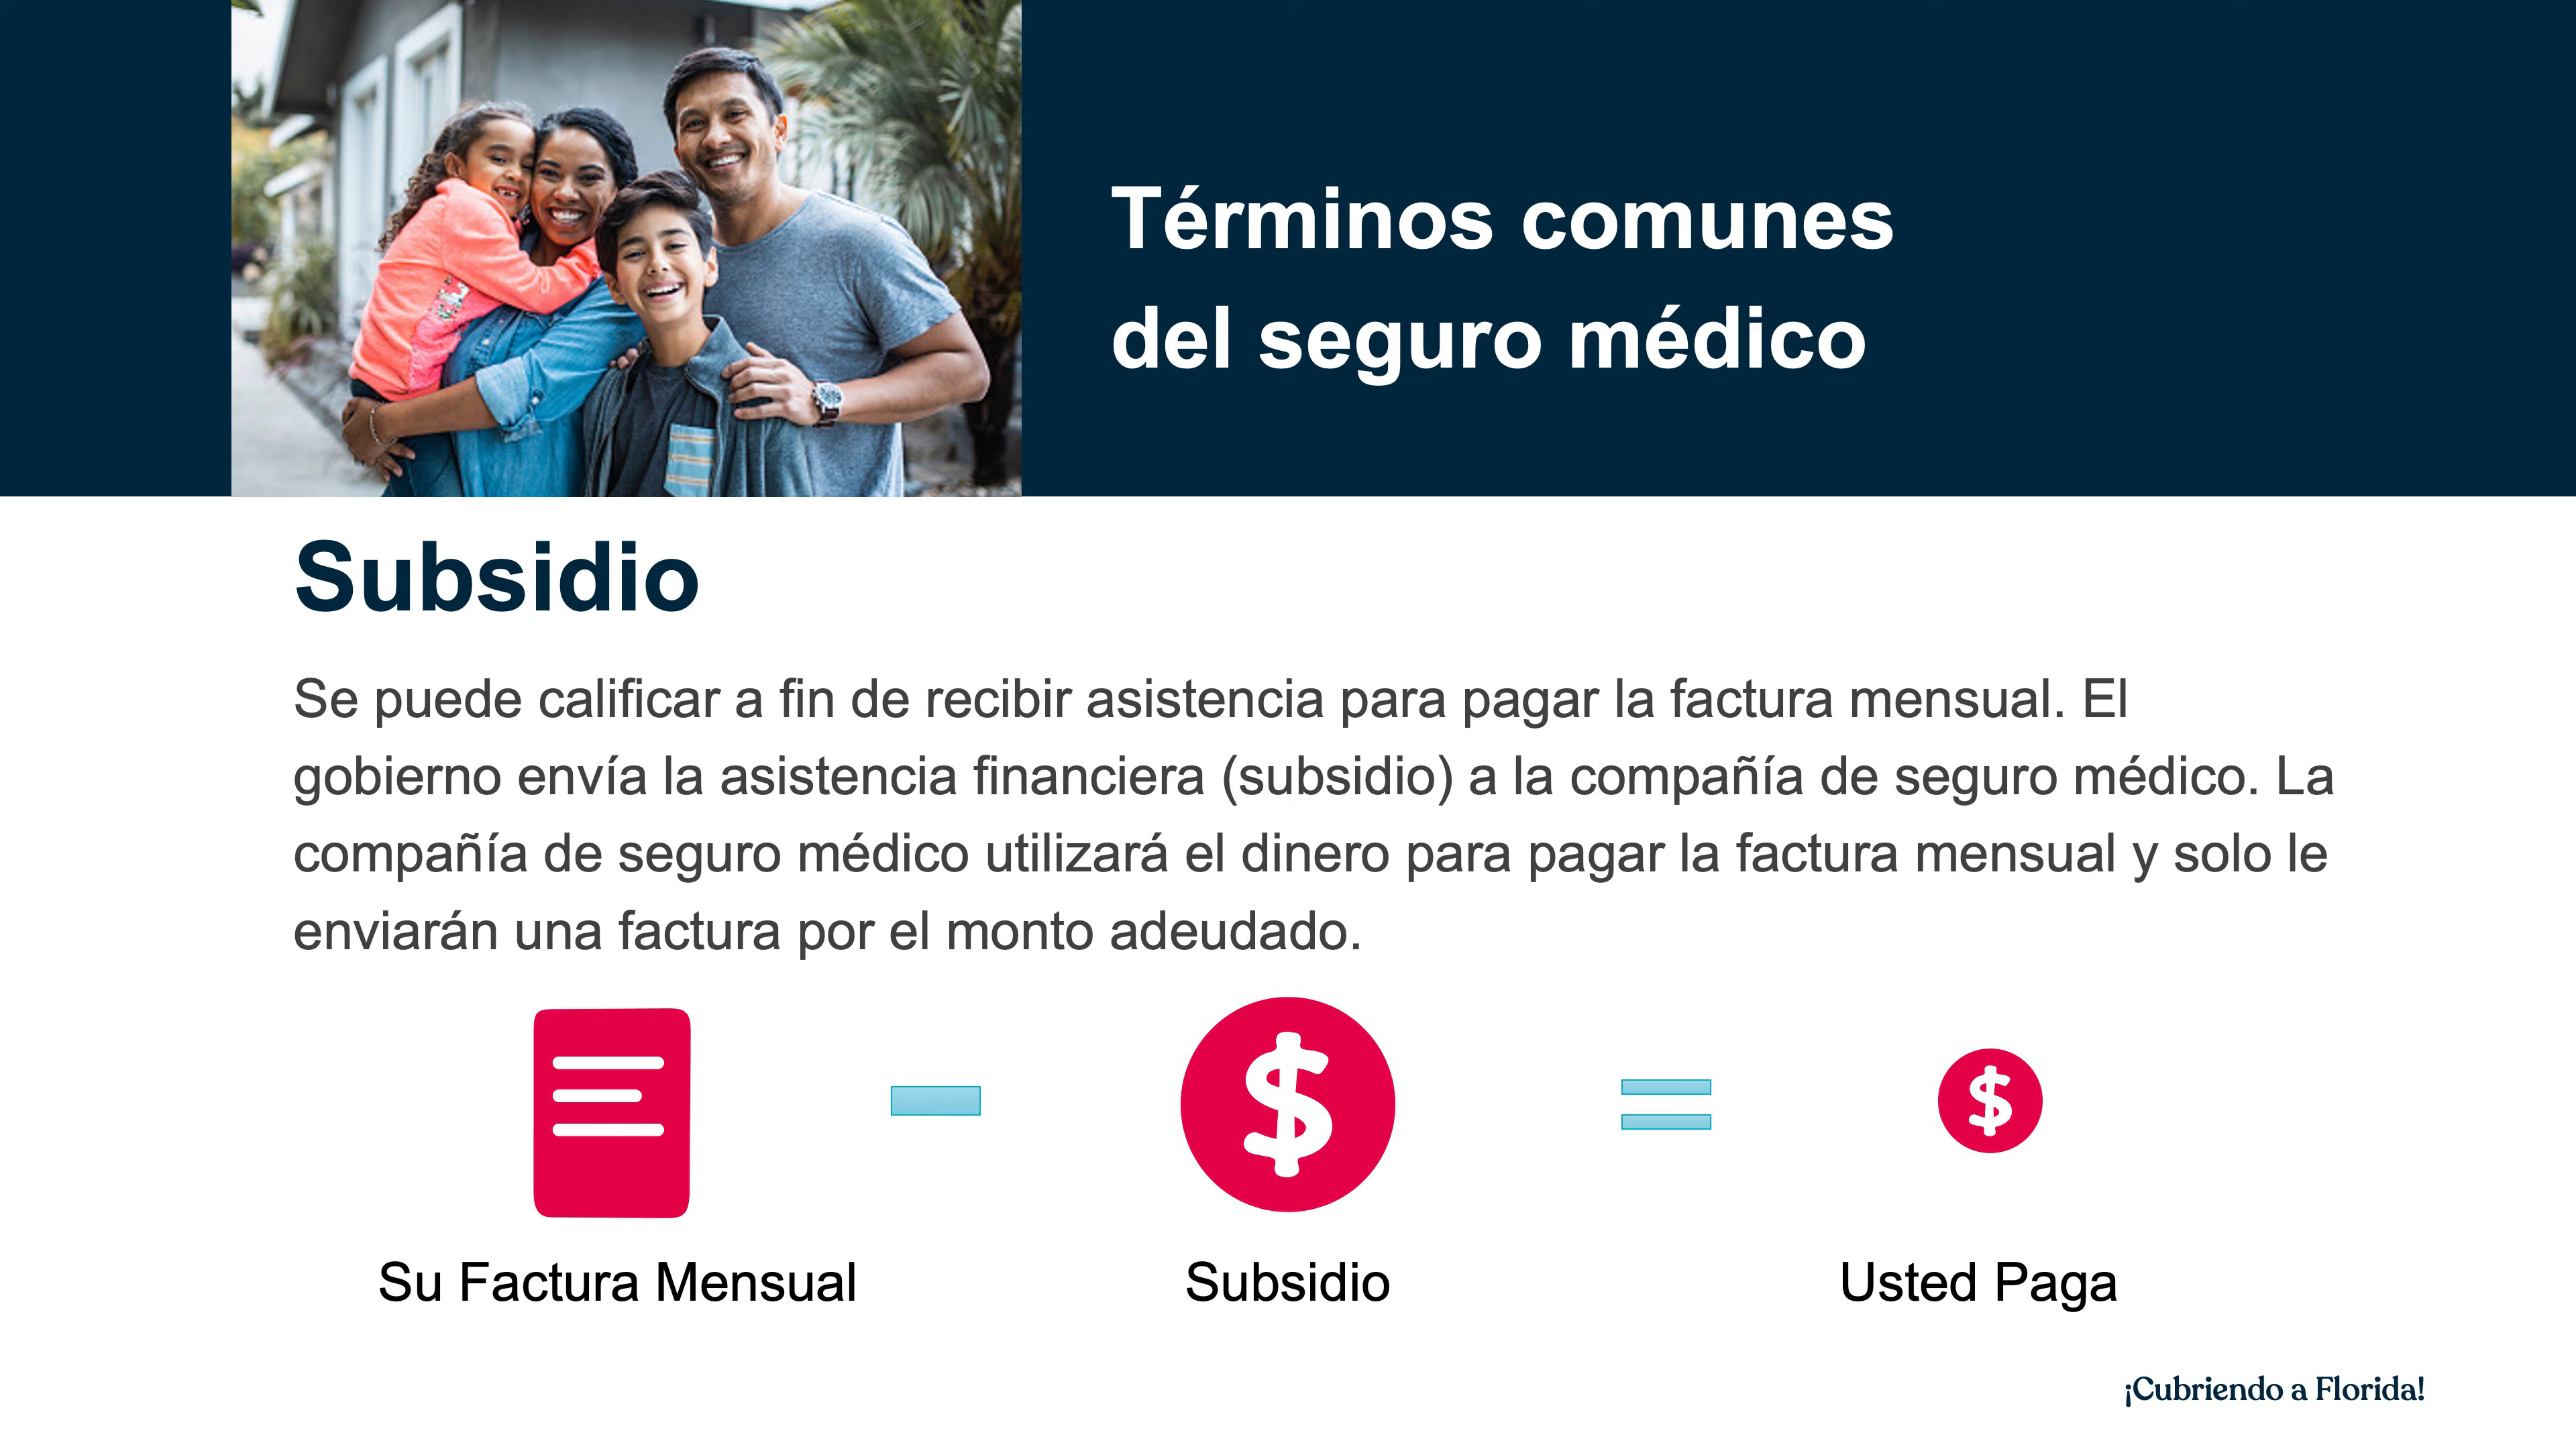 Términos comunes
del seguro médico
Subsidio
Se puede calificar a fin de recibir asistencia para pagar la factura mensual. El
gobierno envía la asistencia financiera (subsidio) a la compañía de seguro médico. La
compañía de seguro médico utilizará el dinero para pagar la factura mensual y solo le
enviarán una factura por el monto adeudado.
$
$
Su Factura Mensual
Subsidio
Usted Paga
¡Cubriendo a Florida!